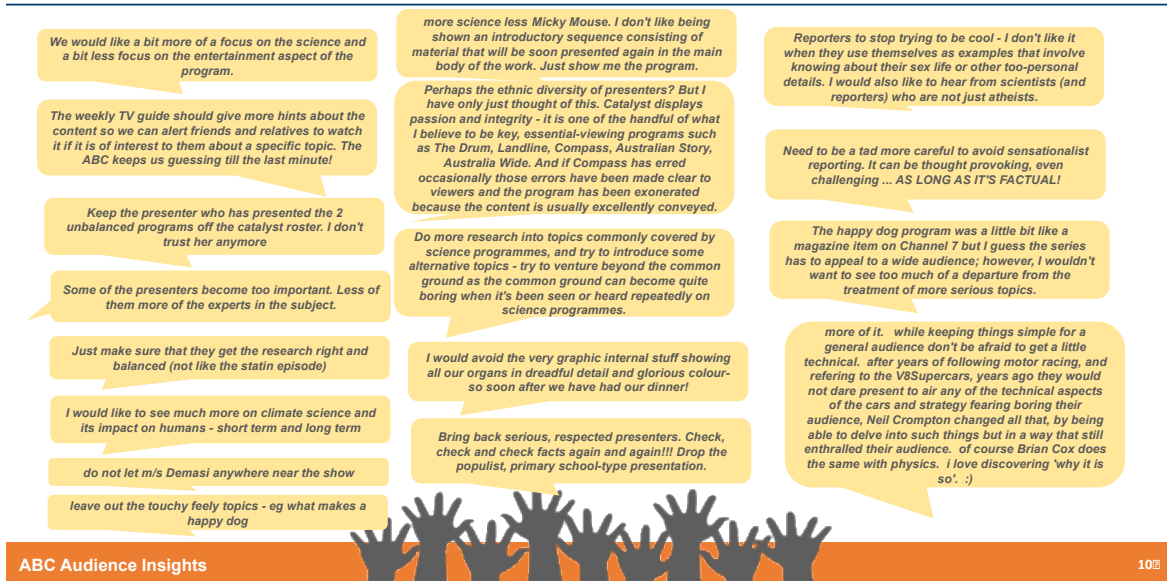 We would like a bit more of a focus on the science and
a bit less focus on the entertainment aspect of the
program.
The weekly TV guide should give more hints about the
content so we can alert friends and relatives to watch
it if it is of interest to them about a specific topic. The
ABC keeps us guessing till the last minute!
Keep the presenter who has presented the 2
unbalanced programs off the catalyst roster. I don't
trust her anymore
Some of the presenters become too important. Less of
them more of the experts in the subject.
Just make sure that they get the research right and
balanced (not like the statin episode)
I would like to see much more on climate science and
its impact on humans - short term and long term
do not let m/s Demasi anywhere near the show
leave out the touchy feely topics - eg what makes a
happy dog
more science less Micky Mouse. I don't like being
shown an introductory sequence consisting of
material that will be soon presented again in the main
body of the work. Just show me the program.
Perhaps the ethnic diversity of presenters? But I
have only just thought of this. Catalyst displays
passion and integrity - it is one of the handful of what
I believe to be key, essential-viewing programs such
as The Drum, Landline, Compass, Australian Story,
Australia Wide. And if Compass has erred
occasionally those errors have been made clear to
viewers and the program has been exonerated
because the content is usually excellently conveyed.
Do more research into topics commonly covered by
science programmes, and try to introduce some
alternative topics - try to venture beyond the common
ground as the common ground can become quite
boring when it's been seen or heard repeatedly on
science programmes.
I would avoid the very graphic internal stuff showing
all our organs in dreadful detail and glorious colour-
so soon after we have had our dinner!
Bring back serious, respected presenters. Check,
check and check facts again and again!!! Drop the
populist, primary school-type presentation.
Reporters to stop trying to be cool - I don't like it
when they use themselves as examples that involve
knowing about their sex life or other too-personal
details. I would also like to hear from scientists (and
reporters) who are not just atheists.
Need to be a tad more careful to avoid sensationalist
reporting. It can be thought provoking, even
challenging ... AS LONG AS IT'S FACTUAL!
The happy dog program was a little bit like a
magazine item on Channel 7 but I guess the series
has to appeal to a wide audience; however, I wouldn't
want to see too much of a departure from the
treatment of more serious topics.
more of it. while keeping things simple for a
general audience don't be afraid to get a little
technical. after years of following motor racing, and
refering to the V8Supercars, years ago they would
not dare present to air any of the technical aspects
of the cars and strategy fearing boring their
audience, Neil Crompton changed all that, by being
able to delve into such things but in a way that still
enthralled their audience. of course Brian Cox does
the same with physics. i love discovering 'why it is
so'. :)
ABC Audience Insights
10